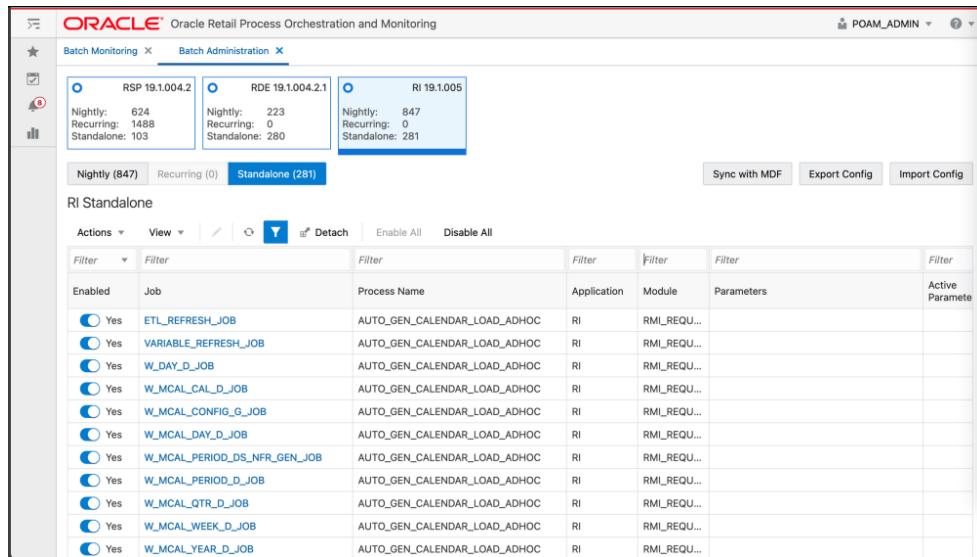 ORACLE® Oracle Retail Process Orchestration and Monitoring POAM_ADMIN
Batch Monitoring Batch Administration
8
RSP 19.1.004.2
Nightly: 624
Recurring: 1488
Standalone: 103
RDE 19.1.004.2.1
Nightly: 223
Recurring: 0
Standalone: 280
RI 19.1.005
Nightly: 847
Recurring: 0
Standalone: 281
Nightly (847) Recurring (0) Standalone (281) Sync with MDF Export Config Import Config
RI Standalone
Actions View Detach Enable All Disable All
Filter Filter Filter Filter Filter Filter Filter
Enabled Job Process Name Application Module Parameters Active Paramete
Yes ETL_REFRESH_JOB AUTO_GEN_CALENDAR_LOAD_ADHOC RI RMI_REQU...
Yes VARIABLE_REFRESH_JOB AUTO_GEN_CALENDAR_LOAD_ADHOC RI RMI_REQU...
Yes W_DAY_D_JOB AUTO_GEN_CALENDAR_LOAD_ADHOC RI RMI_REQU...
Yes W_MCAL_CAL_D_JOB AUTO_GEN_CALENDAR_LOAD_ADHOC RI RMI_REQU...
Yes W_MCAL_CONFIG_G_JOB AUTO_GEN_CALENDAR_LOAD_ADHOC RI RMI_REQU...
Yes W_MCAL_DAY_D_JOB AUTO_GEN_CALENDAR_LOAD_ADHOC RI RMI_REQU...
Yes W_MCAL_PERIOD_DS_NFR_GEN_JOB AUTO_GEN_CALENDAR_LOAD_ADHOC RI RMI_REQU...
Yes W_MCAL_PERIOD_D_JOB AUTO_GEN_CALENDAR_LOAD_ADHOC RI RMI_REQU...
Yes W_MCAL_QTR_D_JOB AUTO_GEN_CALENDAR_LOAD_ADHOC RI RMI_REQU...
Yes W_MCAL_WEEK_D_JOB AUTO_GEN_CALENDAR_LOAD_ADHOC RI RMI_REQU...
Yes W_MCAL_YEAR_D_JOB AUTO_GEN_CALENDAR_LOAD_ADHOC RI RMI_REQU...